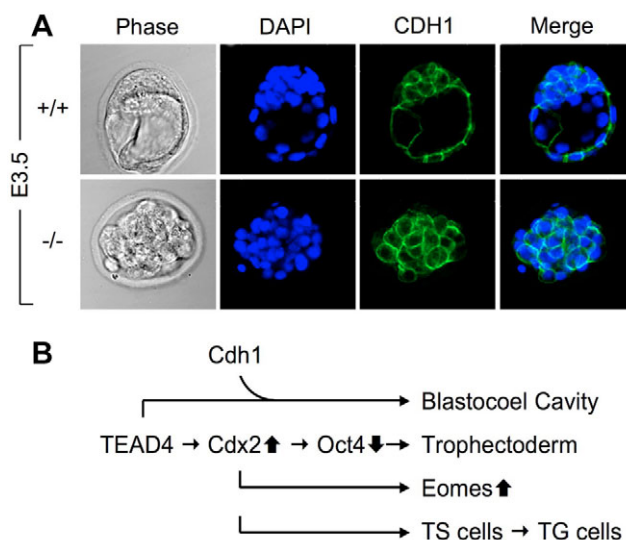 A
Phase DAPI CDH1 Merge
E3.5
+/+
-/-
B
Cdh1
Blastocoel Cavity
TEAD4 → Cdx2 ⬆ → Oct4 ⬇ → Trophectoderm
Eomes ⬆
TS cells → TG cells